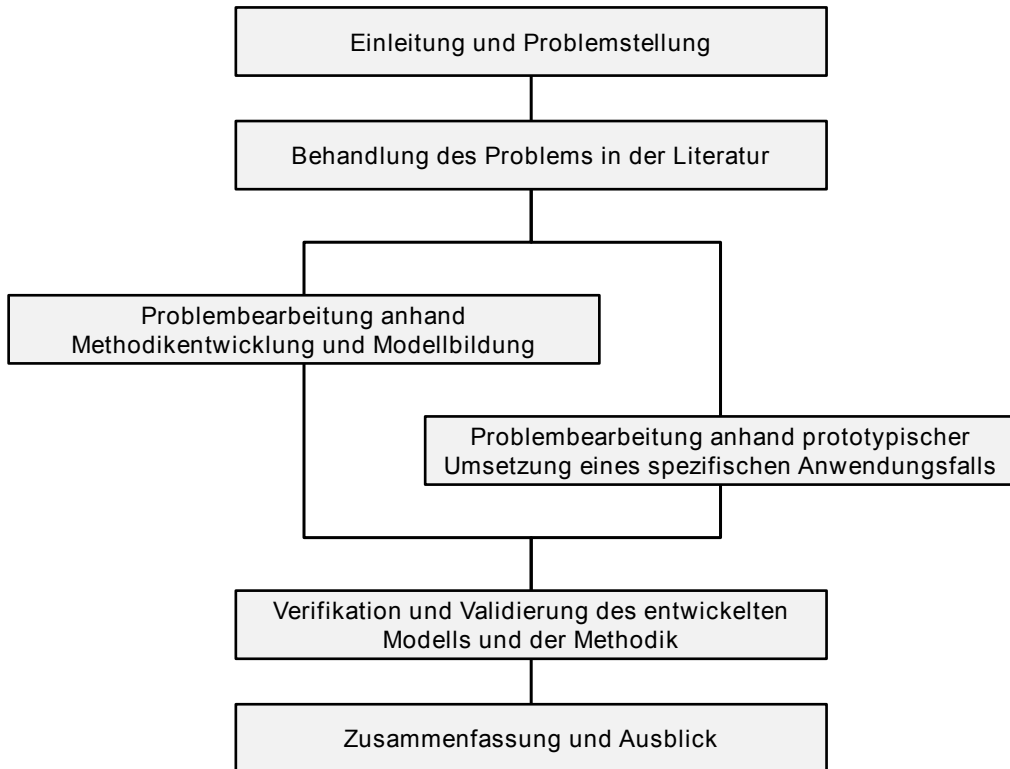 Einleitung und Problemstellung
Behandlung des Problems in der Literatur
Problembearbeitung anhand
Methodikentwicklung und Modellbildung
Problembearbeitung anhand prototypischer
Umsetzung eines spezifischen Anwendungsfalls
Verifikation und Validierung des entwickelten
Modells und der Methodik
Zusammenfassung und Ausblick